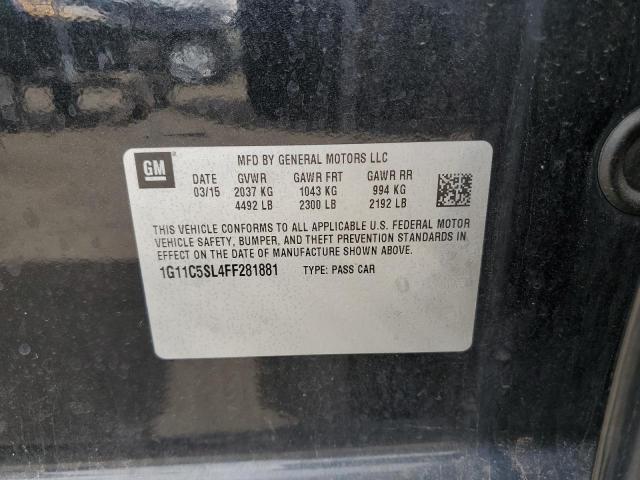 GM
MFD BY GENERAL MOTORS LLC
DATE GVWR GAWR FRT GAWR RR
03/15 2037 KG 1043 KG 994 KG
4492 LB 2300 LB 2192 LB
THIS VEHICLE CONFORMS TO ALL APPLICABLE U.S. FEDERAL MOTOR
VEHICLE SAFETY, BUMPER, AND THEFT PREVENTION STANDARDS IN
EFFECT ON THE DATE OF MANUFACTURE SHOWN ABOVE.
1G11C5SL4FF281881 TYPE: PASS CAR